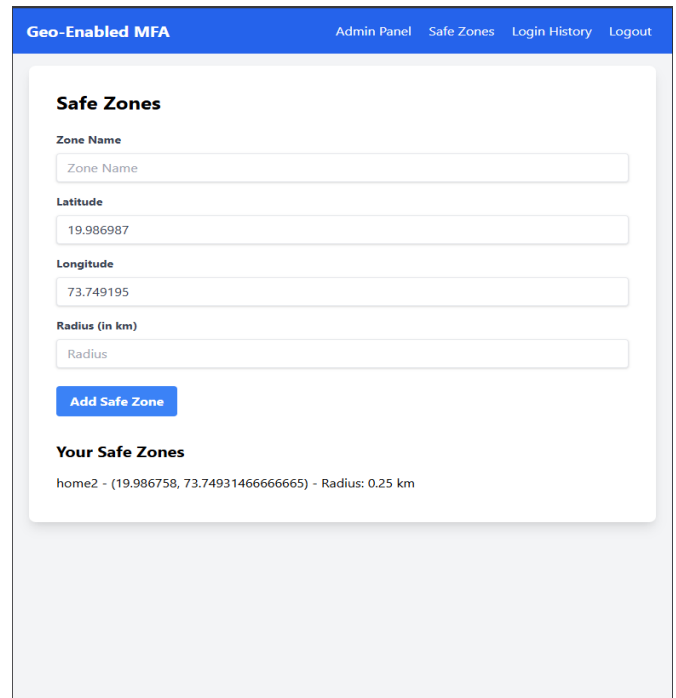 Geo-Enabled MFA Admin Panel Safe Zones Login History Logout
Safe Zones
Zone Name
Zone Name
Latitude
19.986987
Longitude
73.749195
Radius (in km)
Radius
Add Safe Zone
Your Safe Zones
home2 - (19.986758, 73.74931466666665) - Radius: 0.25 km